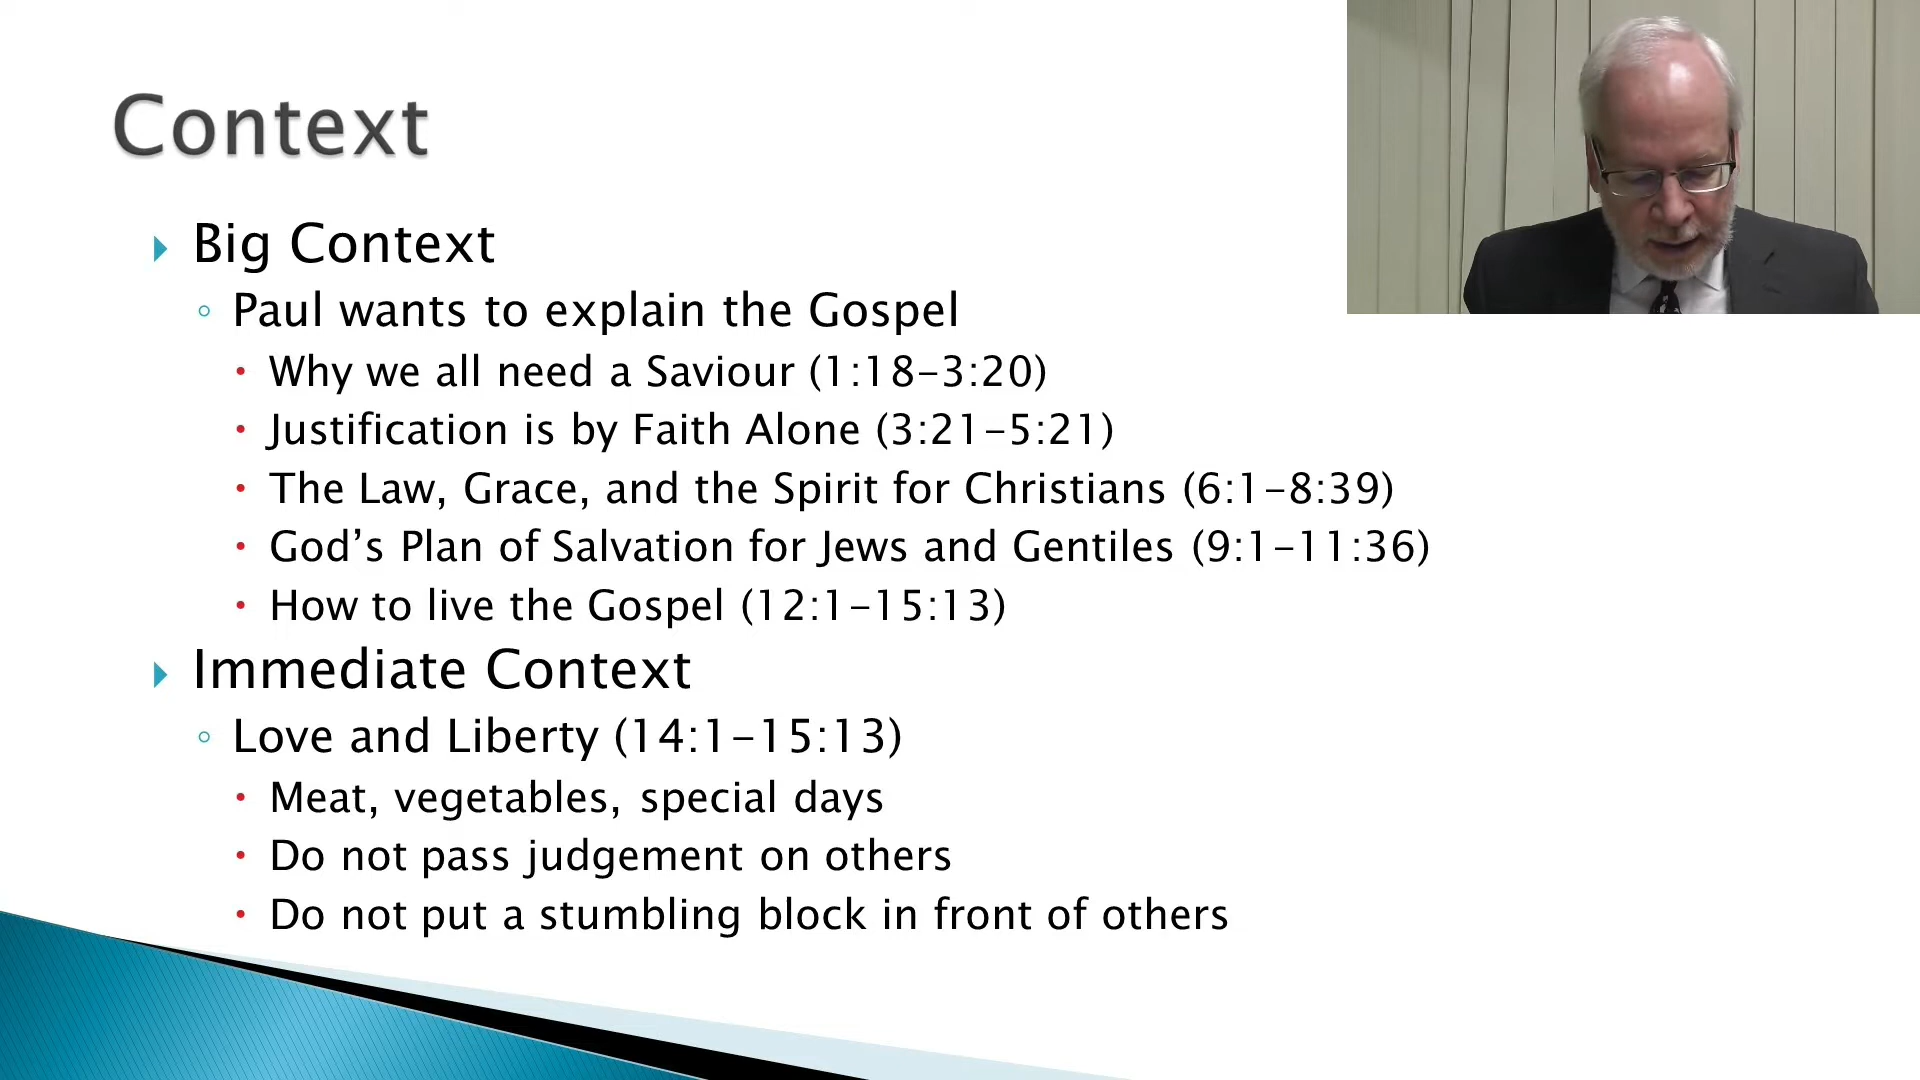 Context
Big Context
Paul wants to explain the Gospel
Why we all need a Saviour (1:18-3:20)
Justification is by Faith Alone (3:21-5:21)
The Law, Grace, and the Spirit for Christians (6:1-8:39)
God’s Plan of Salvation for Jews and Gentiles (9:1-11:36)
How to live the Gospel (12:1-15:13)
Immediate Context
Love and Liberty (14:1-15:13)
Meat, vegetables, special days
Do not pass judgement on others
Do not put a stumbling block in front of others